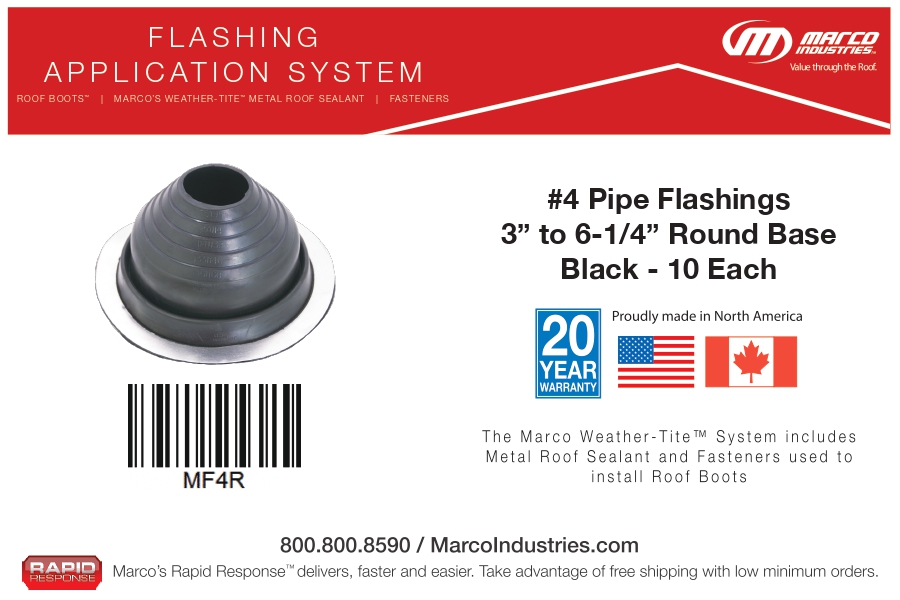 FLASHING
APPLICATION SYSTEM
ROOF BOOTS™ | MARCO'S WEATHER-TITE™ METAL ROOF SEALANT | FASTENERS
MARCO
INDUSTRIES™
Value through the Roof.
#4 Pipe Flashings
3” to 6-1/4” Round Base
Black - 10 Each
20
YEAR
WARRANTY
Proudly made in North America
MF4R
The Marco Weather-Tite™ System includes
Metal Roof Sealant and Fasteners used to
install Roof Boots
800.800.8590 / MarcoIndustries.com
RAPID
RESPONSE
Marco’s Rapid Response™ delivers, faster and easier. Take advantage of free shipping with low minimum orders.